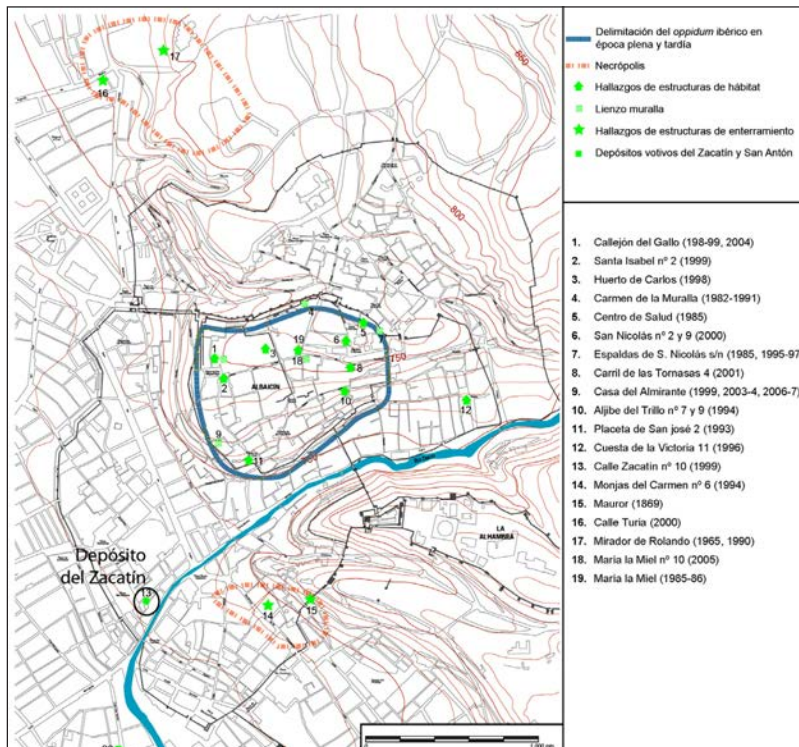 Delimitación del oppidum ibérico en
época plena y tardía
Necrópolis
Hallazgos de estructuras de hábitat
Lienzo muralla
Hallazgos de estructuras de enterramiento
Depósitos votivos del Zacatín y San Antón
1. Callejón del Gallo (198-99, 2004)
2. Santa Isabel nº 2 (1999)
3. Huerto de Carlos (1998)
4. Carmen de la Muralla (1982-1991)
5. Centro de Salud (1985)
6. San Nicolás nº 2 y 9 (2000)
7. Espaldas de S. Nicolás s/n (1985, 1995-97)
8. Carril de las Tomasas 4 (2001)
9. Casa del Almirante (1999, 2003-4, 2006-7)
10. Aljibe del Trillo nº 7 y 9 (1994)
11. Placeta de San josé 2 (1993)
12. Cuesta de la Victoria 11 (1996)
13. Calle Zacatín nº 10 (1999)
14. Monjas del Carmen nº 6 (1994)
15. Mauror (1869)
16. Calle Turia (2000)
17. Mirador de Rolando (1965, 1990)
18. Maria la Miel nº 10 (2005)
19. Maria la Miel (1985-86)
17
16
650
800
4
5
7
19
6
1
3
18
750
8
2
ALBAICIN
10
12
9
11
LA
ALHAMBRA
Depósito
del Zacatín
13
14
15
0